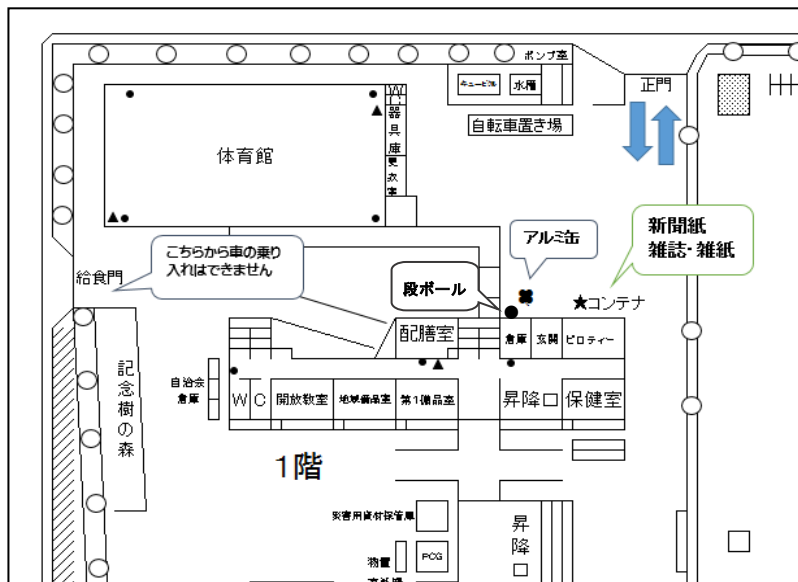 ポンプ室
キュービクル
水槽
正門
自転車置き場
WC
器具庫
更衣室
体育館
新聞紙
雑誌・雑紙
アルミ缶
こちらから車の乗り
入れはできません
給食門
段ボール
★コンテナ
配膳室
倉庫
玄関
ピロティー
記念樹の森
自治会
倉庫
WC
開放教室
地域備品室
第1備品室
昇降口
保健室
1階
災害用資材保管庫
昇降口
物置
PCG